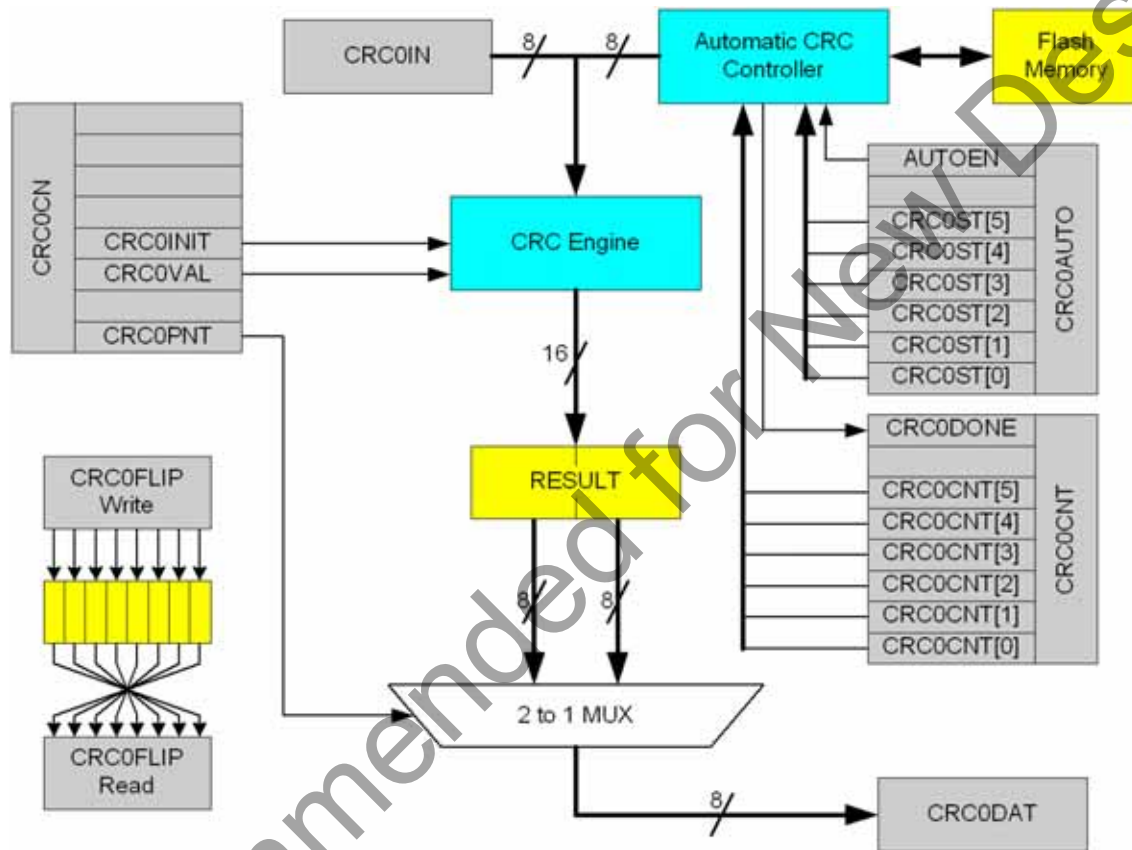 CRC0IN
8
8
Automatic CRC
Controller
Flash
Memory
CRC0CN
CRC0INIT
CRC0VAL
CRC0PNT
CRC Engine
AUTOEN
CRC0ST[5]
CRC0ST[4]
CRC0ST[3]
CRC0ST[2]
CRC0ST[1]
CRC0ST[0]
CRC0AUTO
16
CRC0DONE
CRC0CNT[5]
CRC0CNT[4]
CRC0CNT[3]
CRC0CNT[2]
CRC0CNT[1]
CRC0CNT[0]
CRC0CNT
RESULT
8
8
CRC0FLIP
Write
CRC0FLIP
Read
2 to 1 MUX
8
CRC0DAT
mmended for New Des